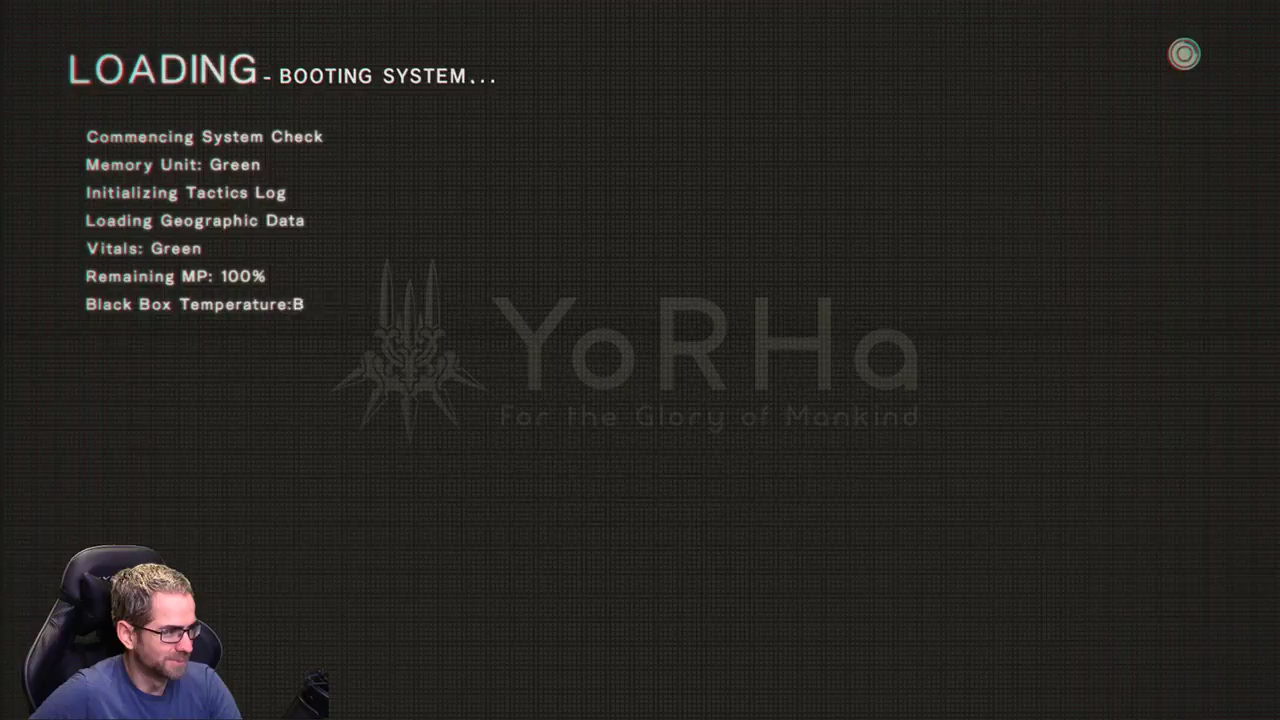 LOADING - BOOTING SYSTEM...
Commencing System Check
Memory Unit: Green
Initializing Tactics Log
Loading Geographic Data
Vitals: Green
Remaining MP: 100%
Black Box Temperature:B
YoRHa
For the Glory of Mankind